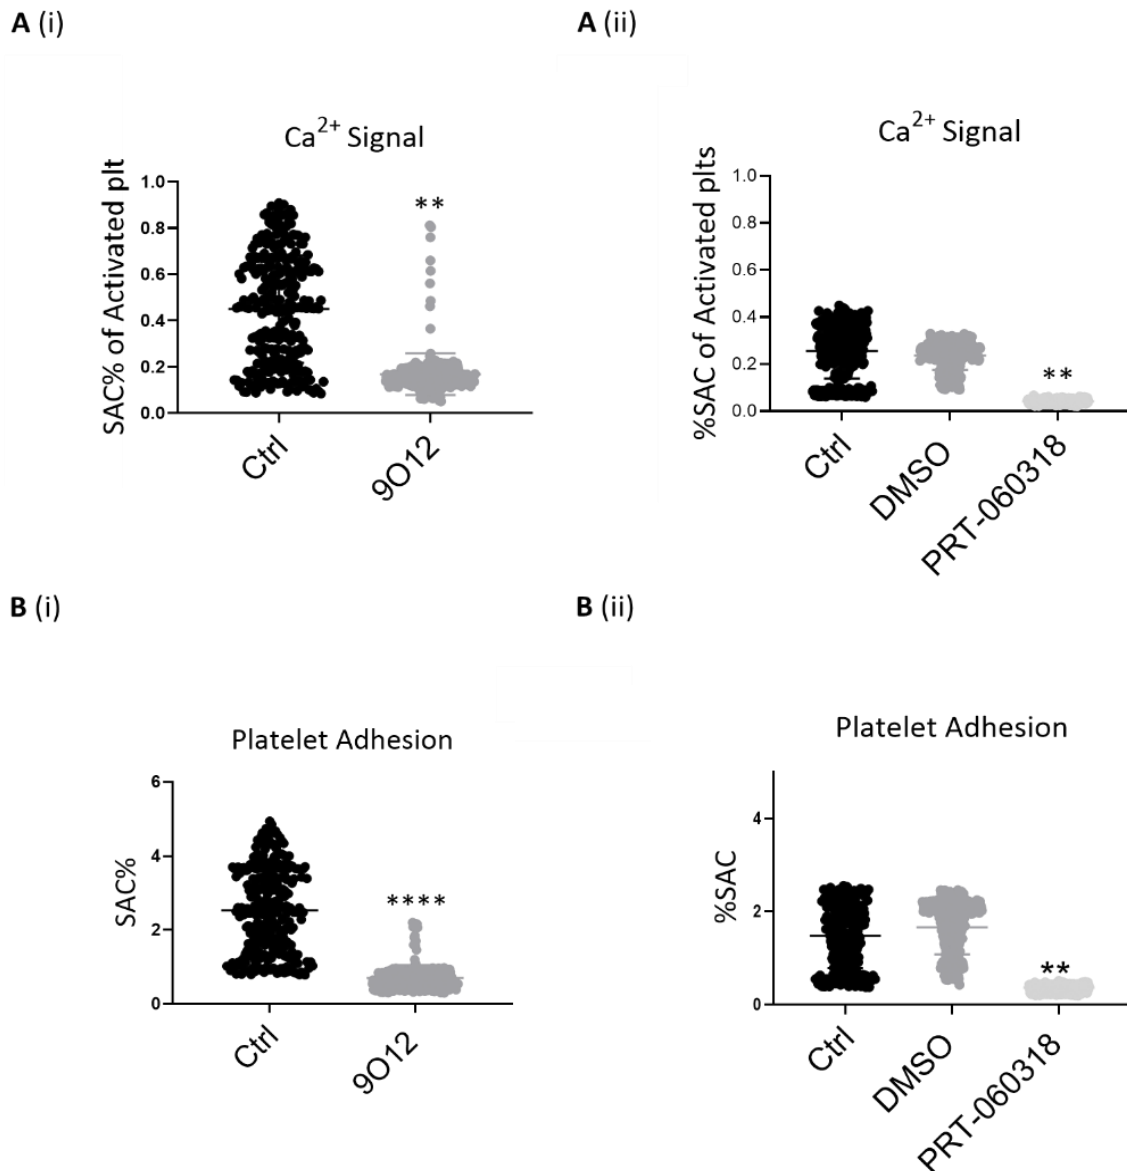 A (i)
A (ii)
Ca2+ Signal
SAC% of Activated plt
1.0
0.8
0.6
0.4
0.2
0.0
**
Ctrl
9O12
Ca2+ Signal
%SAC of Activated plts
1.0
0.8
0.6
0.4
0.2
0.0
**
Ctrl
DMSO
PRT-060318
B (i)
B (ii)
Platelet Adhesion
SAC%
6
4
2
0
****
Ctrl
9O12
Platelet Adhesion
%SAC
4
2
0
**
Ctrl
DMSO
PRT-060318